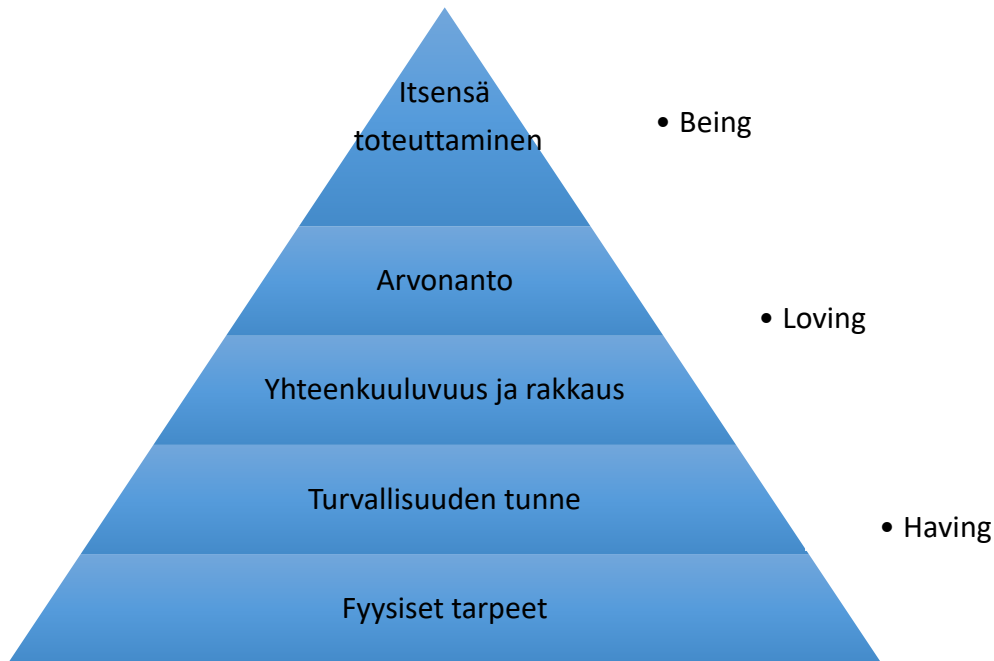 Itsensä
toteuttaminen
• Being
Arvonanto
• Loving
Yhteenkuuluvuus ja rakkaus
Turvallisuuden tunne
• Having
Fyysiset tarpeet